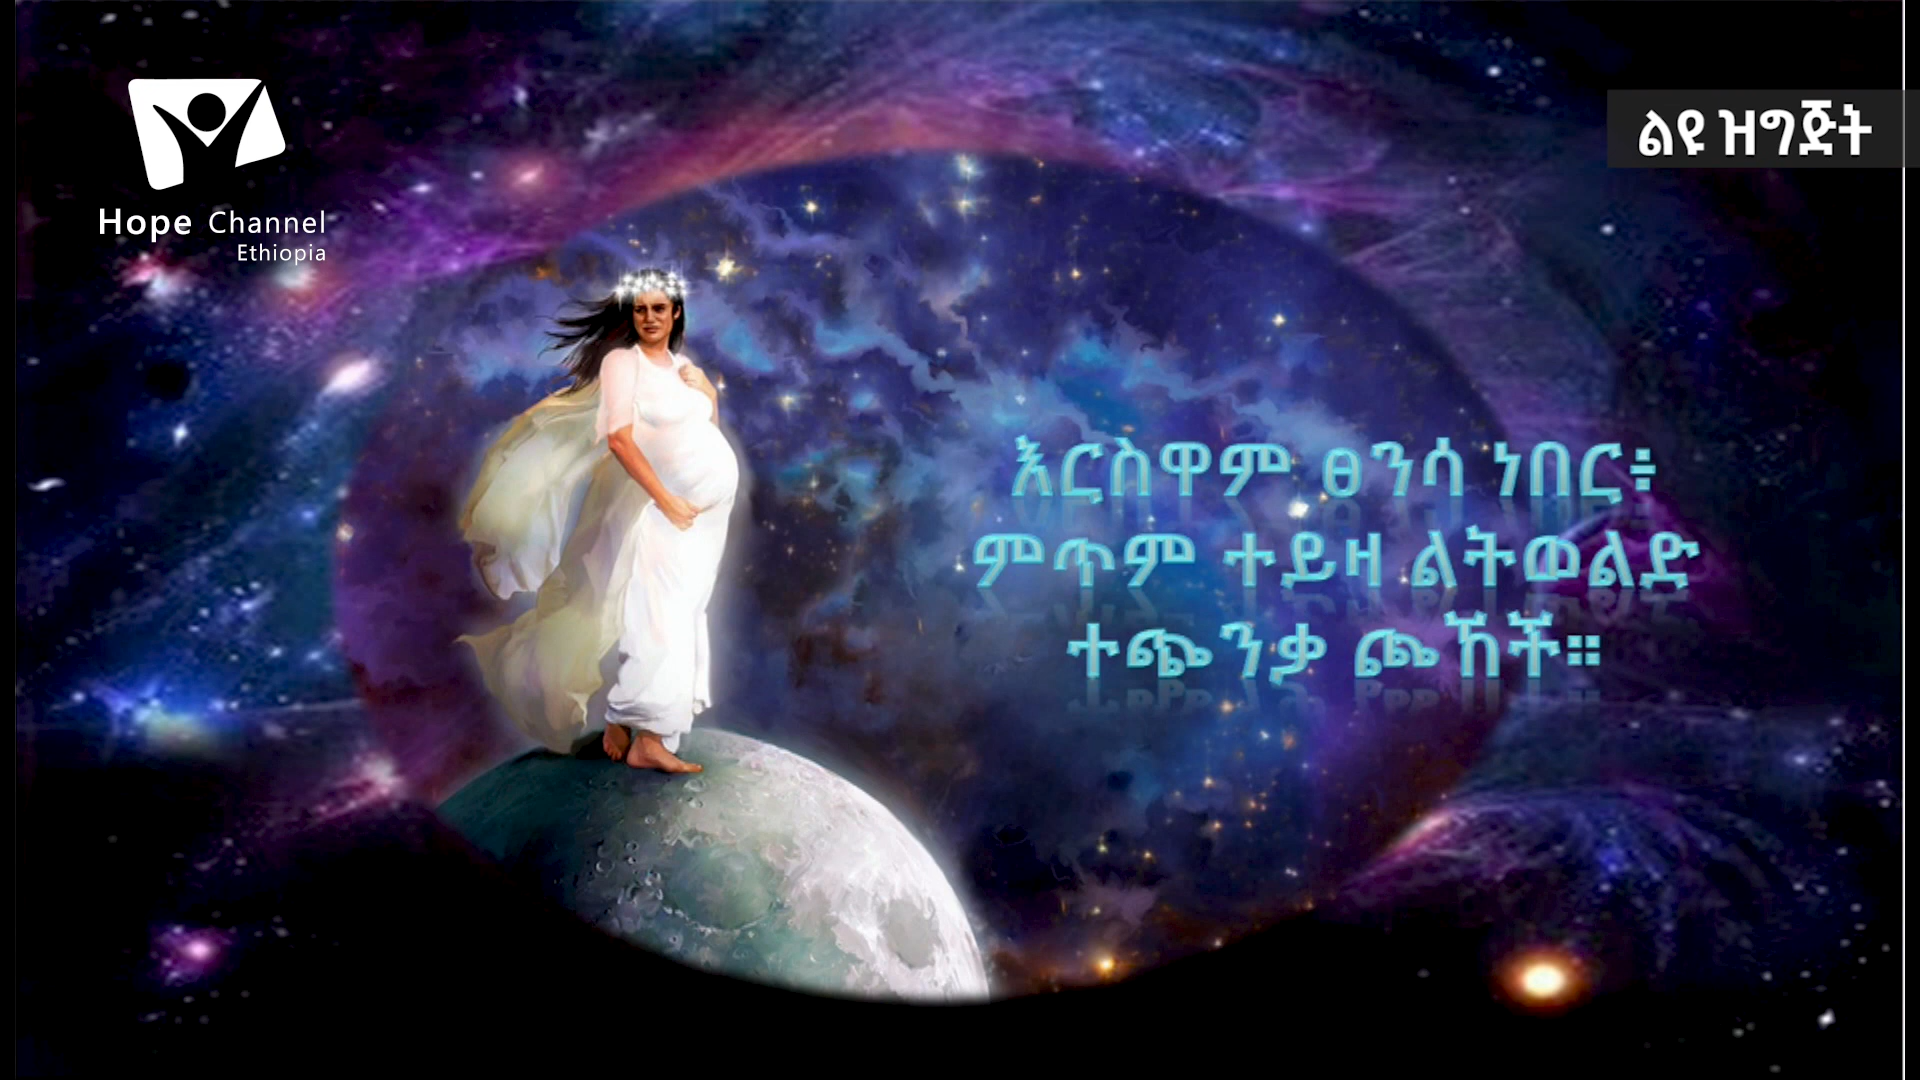 Hope Channel
Ethiopia
ልዩ ዝግጅት
እርስዋም ፀንሳ ነበር፥
ምጥም ተይዛ ልትወልድ
ተጭንቃ ጮኸች።